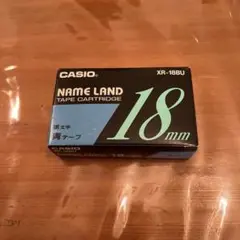 CASIO
XR-18BU
NAME LAND
TAPE CARTRIDGE
18mm
黒文字
青テープ